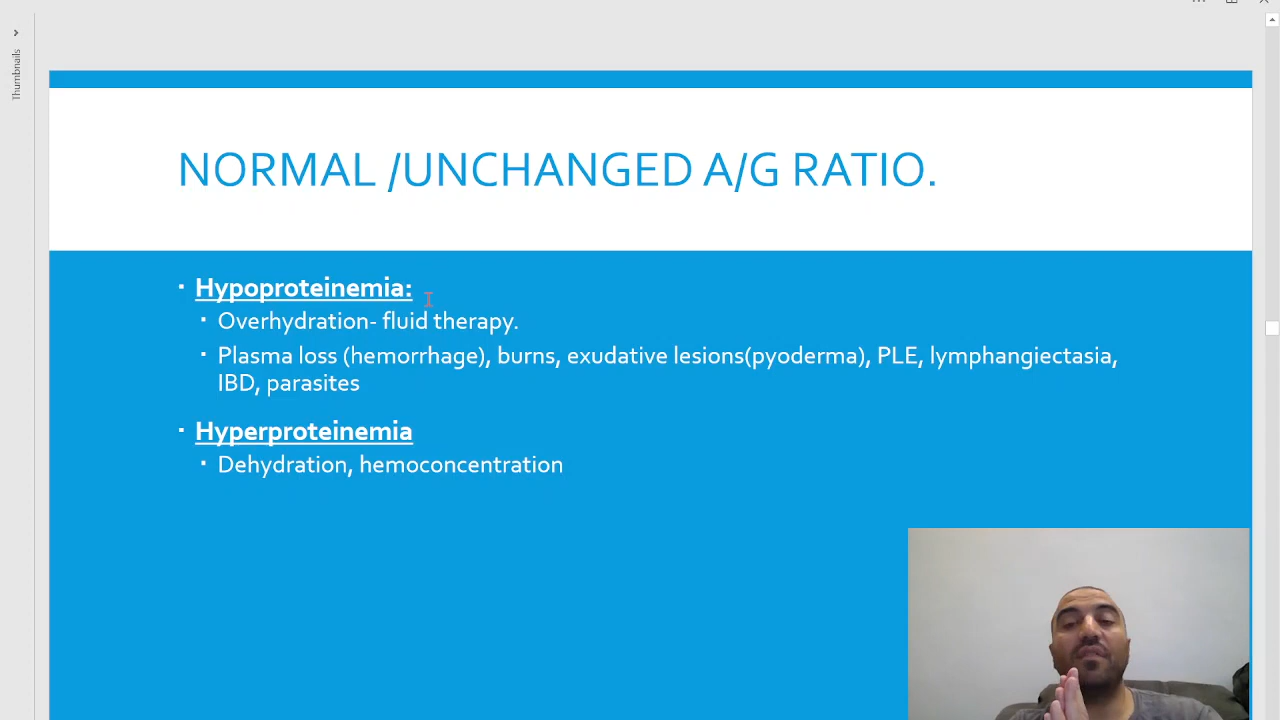 Thumbnails
NORMAL /UNCHANGED A/G RATIO.
Hypoproteinemia:
Overhydration- fluid therapy.
Plasma loss (hemorrhage), burns, exudative lesions(pyoderma), PLE, lymphangiectasia,
IBD, parasites
Hyperproteinemia
Dehydration, hemoconcentration